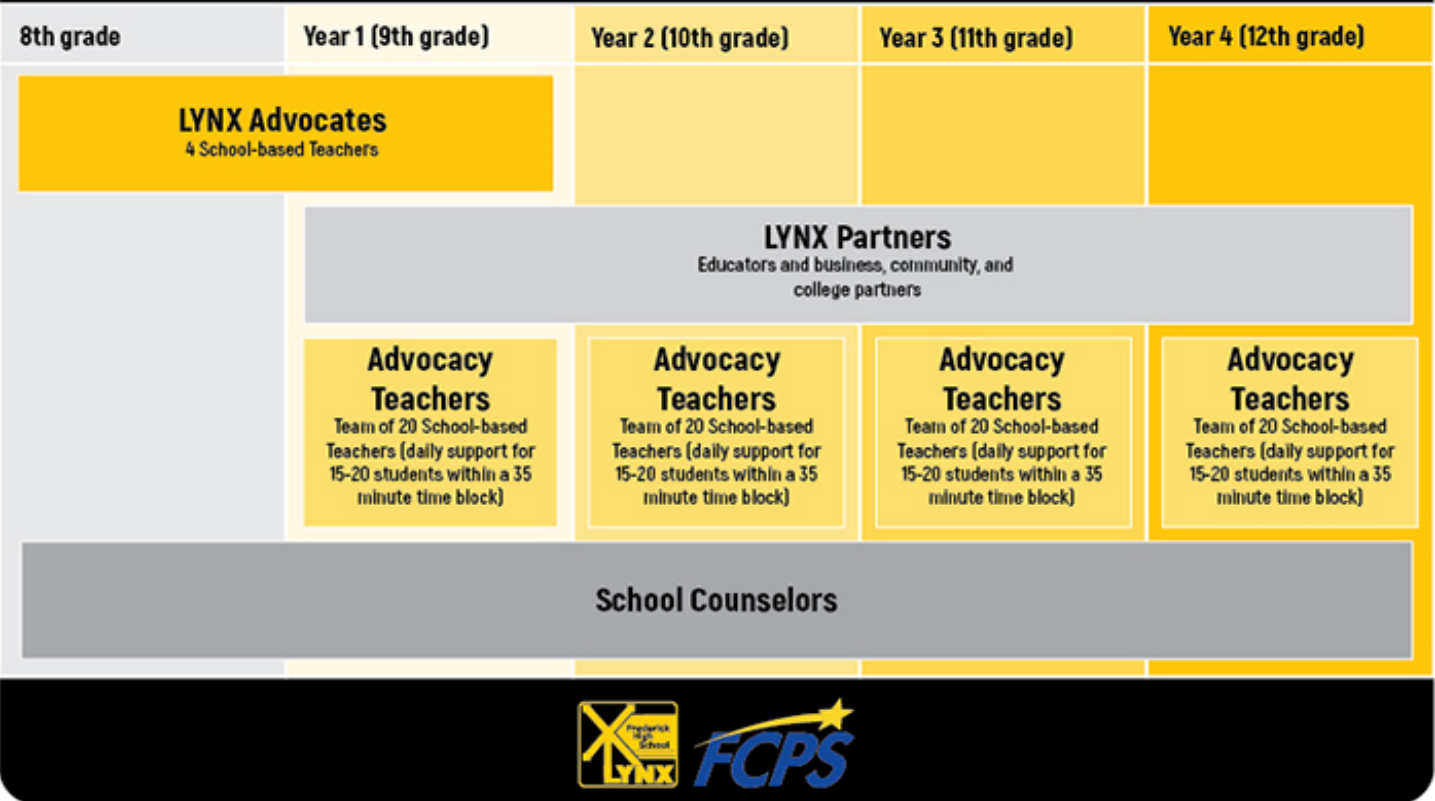 8th grade
Year 1 (9th grade)
Year 2 (10th grade)
Year 3 (11th grade)
Year 4 (12th grade)
LYNX Advocates
4 School-based Teachers
LYNX Partners
Educators and business, community, and
college partners
Advocacy
Teachers
Team of 20 School-based
Teachers (daily support for
15-20 students within a 35
minute time block)
Advocacy
Teachers
Team of 20 School-based
Teachers (daily support for
15-20 students within a 35
minute time block)
Advocacy
Teachers
Team of 20 School-based
Teachers (daily support for
15-20 students within a 35
minute time block)
Advocacy
Teachers
Team of 20 School-based
Teachers (daily support for
15-20 students within a 35
minute time block)
School Counselors
Frederick
High
School
LYNX
FCPS